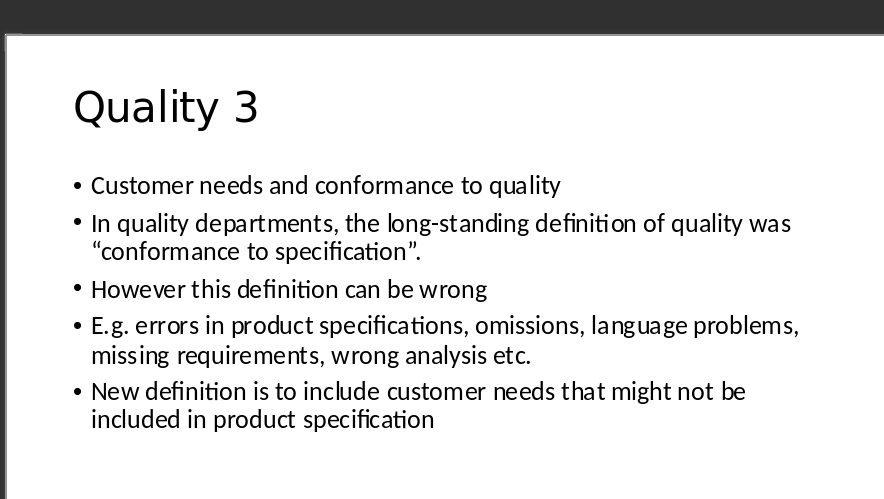 Quality 3
• Customer needs and conformance to quality
• In quality departments, the long-standing definition of quality was
“conformance to specification”.
• However this definition can be wrong
• E.g. errors in product specifications, omissions, language problems,
missing requirements, wrong analysis etc.
• New definition is to include customer needs that might not be
included in product specification